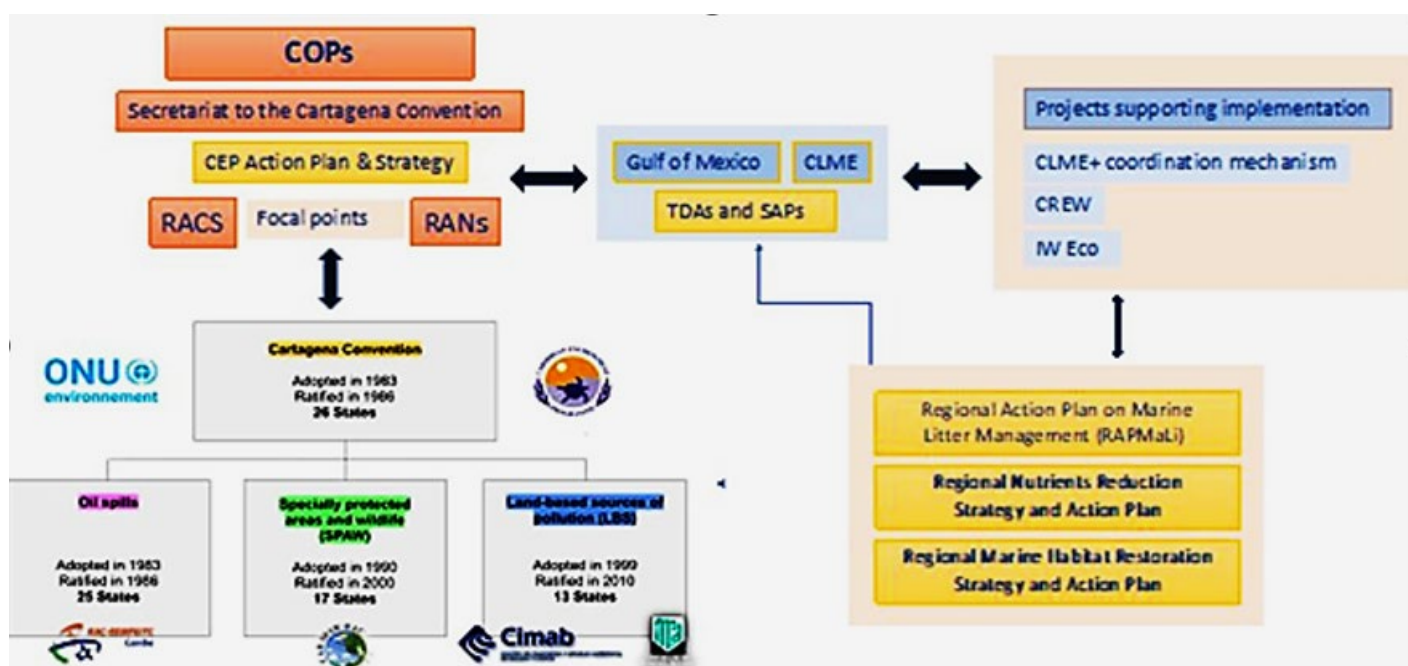 COPs
Secretariat to the Cartagena Convention
CEP Action Plan & Strategy
RACS
Focal points
RANs
Gulf of Mexico
CLME
TDAs and SAPs
Projects supporting implementation
CLME+ coordination mechanism
CREW
IW Eco
ONU
environnement
Cartagena Convention
Adopted in 1983
Ratified in 1986
26 States
Oil spills
Adopted in 1983
Ratified in 1986
25 States
Specially protected
areas and wildlife
(SPAW)
Adopted in 1990
Ratified in 2000
17 States
Land-based sources of
pollution (LBS)
Adopted in 1999
Ratified in 2010
13 States
Cimab
Regional Action Plan on Marine
Litter Management (RAPMaLi)
Regional Nutrients Reduction
Strategy and Action Plan
Regional Marine Habitat Restoration
Strategy and Action Plan